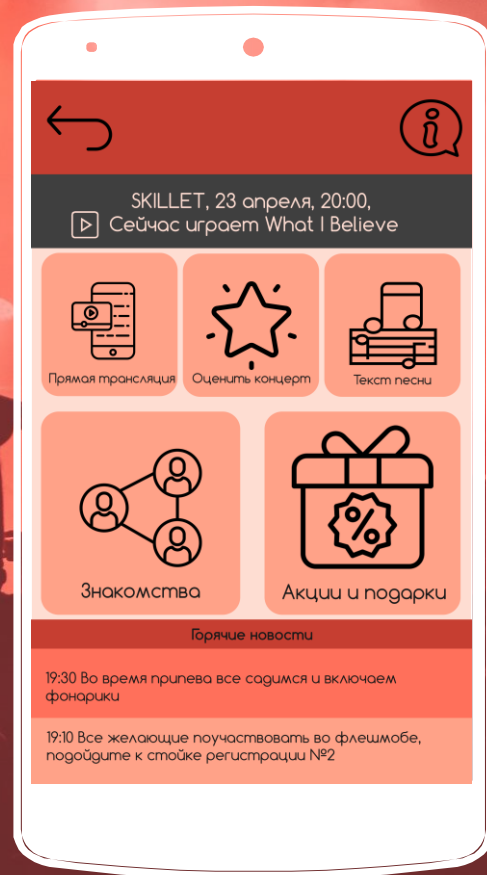 SKILLET, 23 апреля, 20:00,
Сейчас играет What I Believe
Прямая трансляция
Оценить концерт
Текст песни
Знакомства
Акции и подарки
Горячие новости
19:30 Во время припева все садимся и включаем
фонарики
19:10 Все желающие поучаствовать во флешмобе,
подойдите к стойке регистрации №2